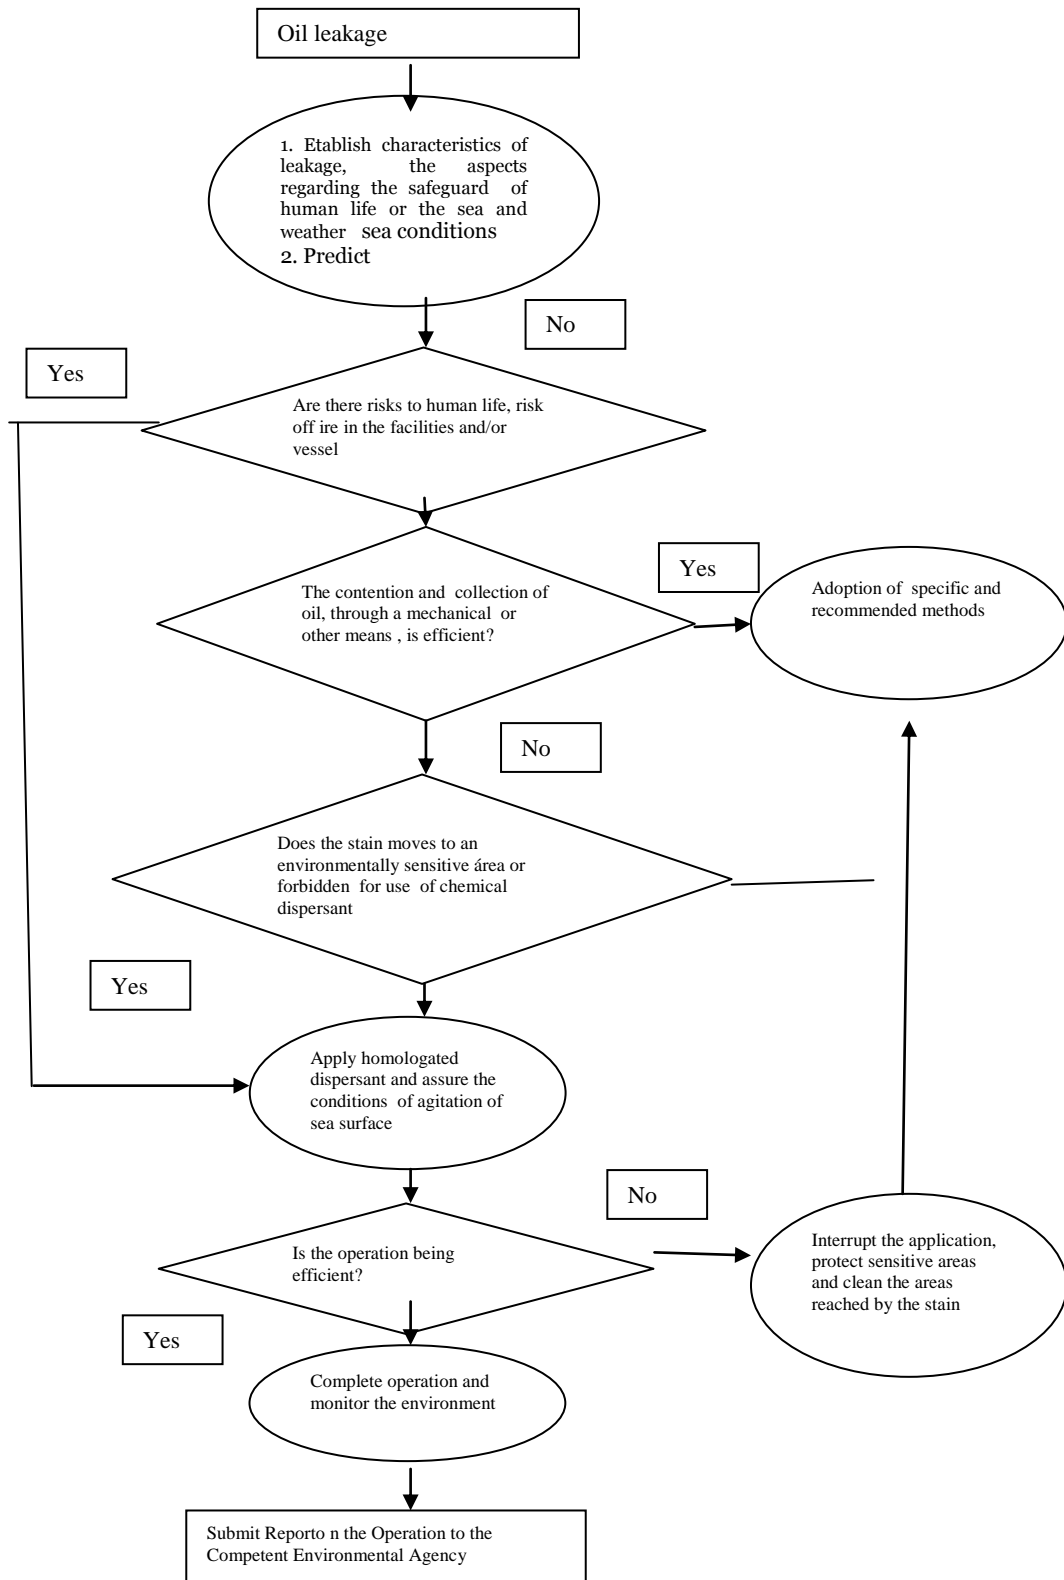 Oil leakage
1. Etablish characteristics of
leakage, the aspects
regarding the safeguard of
human life or the sea and
weather sea conditions
2. Predict
No
Yes
Are there risks to human life, risk
off ire in the facilities and/or
vessel
Yes
The contention and collection of
oil, through a mechanical or
other means , is efficient?
Adoption of specific and
recommended methods
No
Does the stain moves to an
environmentally sensitive área or
forbidden for use of chemical
dispersant
Yes
Apply homologated
dispersant and assure the
conditions of agitation of
sea surface
No
Is the operation being
efficient?
Interrupt the application,
protect sensitive areas
and clean the areas
reached by the stain
Yes
Complete operation and
monitor the environment
Submit Reporto n the Operation to the
Competent Environmental Agency